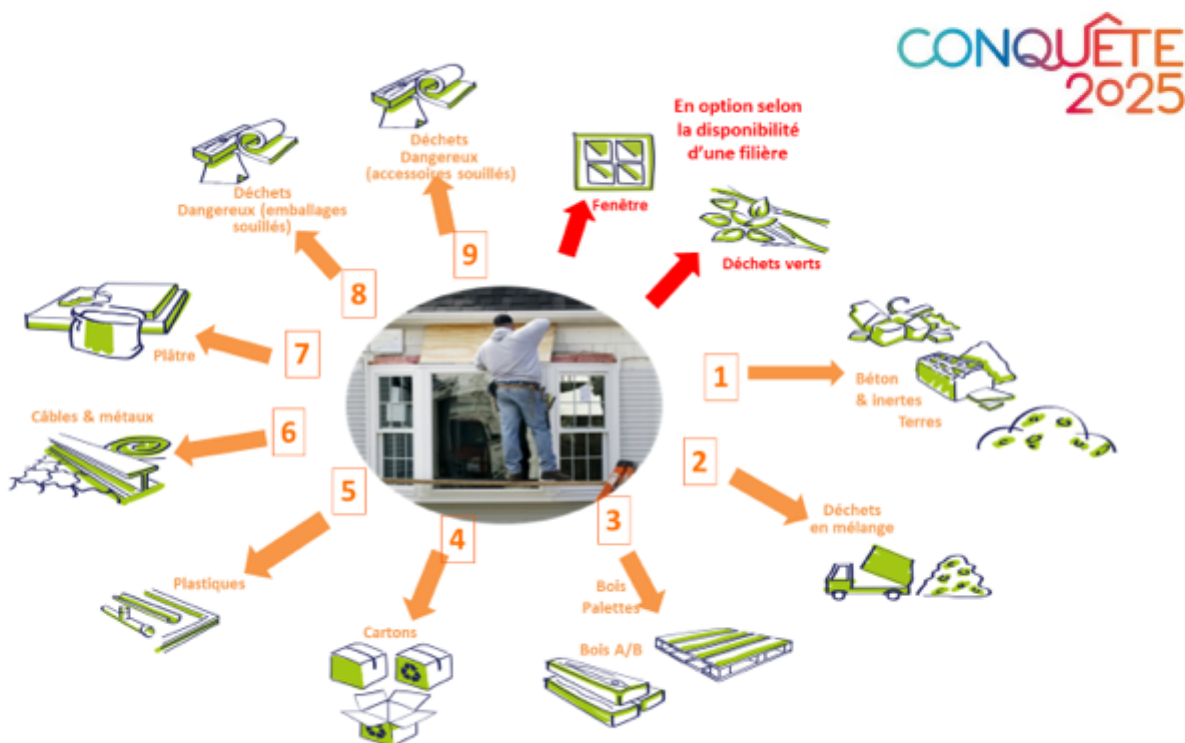 CONQUÊTE
2025
En option selon
la disponibilité
d'une filière
Déchets
Dangereux
(accessoires souillés)
9
Déchets
Dangereux (emballages
souillés)
8
Fenêtre
Déchets verts
Plâtre
7
1
Béton
& inertes
Terres
Câbles & métaux
6
2
Déchets
en mélange
5
Plastiques
4
Cartons
3
Bois
Palettes
Bois A/B